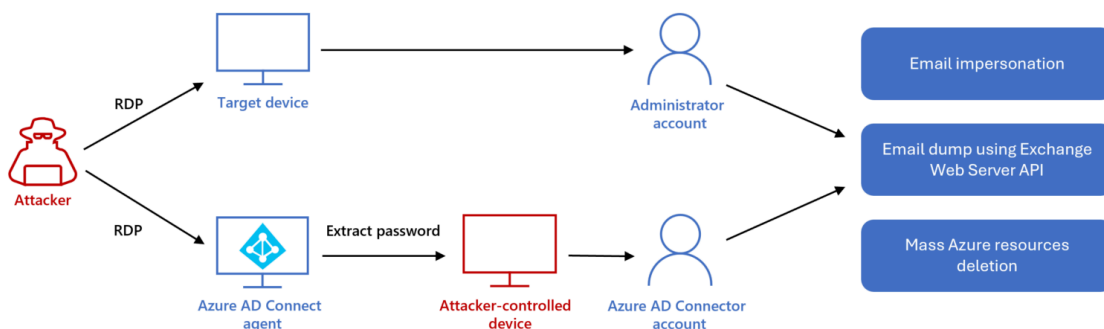 RDP
Target device
Administrator
account
Email impersonation
Attacker
Email dump using Exchange
Web Server API
RDP
Extract password
Azure AD Connect
agent
Attacker-controlled
device
Azure AD Connector
account
Mass Azure resources
deletion